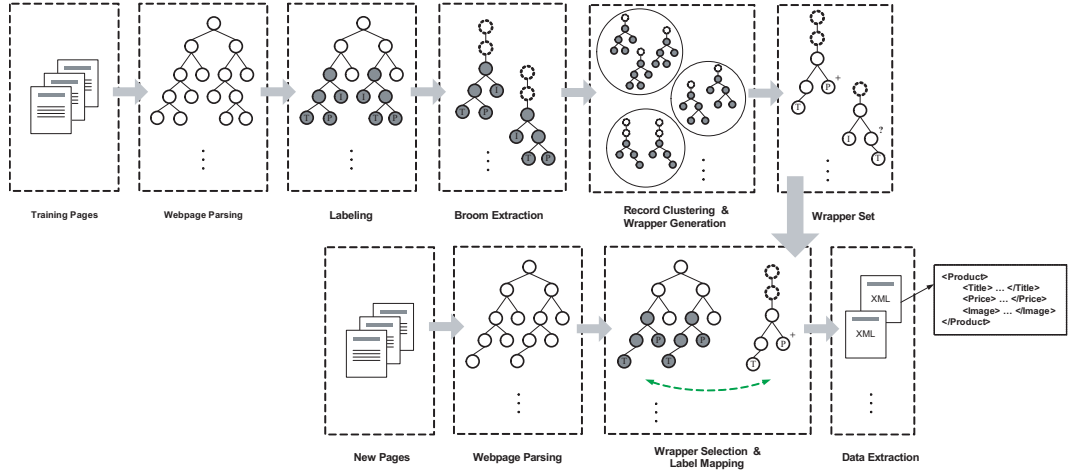 T P I I T P
T P I I T P
T P + I ? T
Training Pages
Webpage Parsing
Labeling
Broom Extraction
Record Clustering &
Wrapper Generation
Wrapper Set
P P T T
P + T
XML
XML
<Product>
<Title> ... </Title>
<Price> ... </Price>
<Image> ... </Image>
</Product>
New Pages
Webpage Parsing
Wrapper Selection &
Label Mapping
Data Extraction